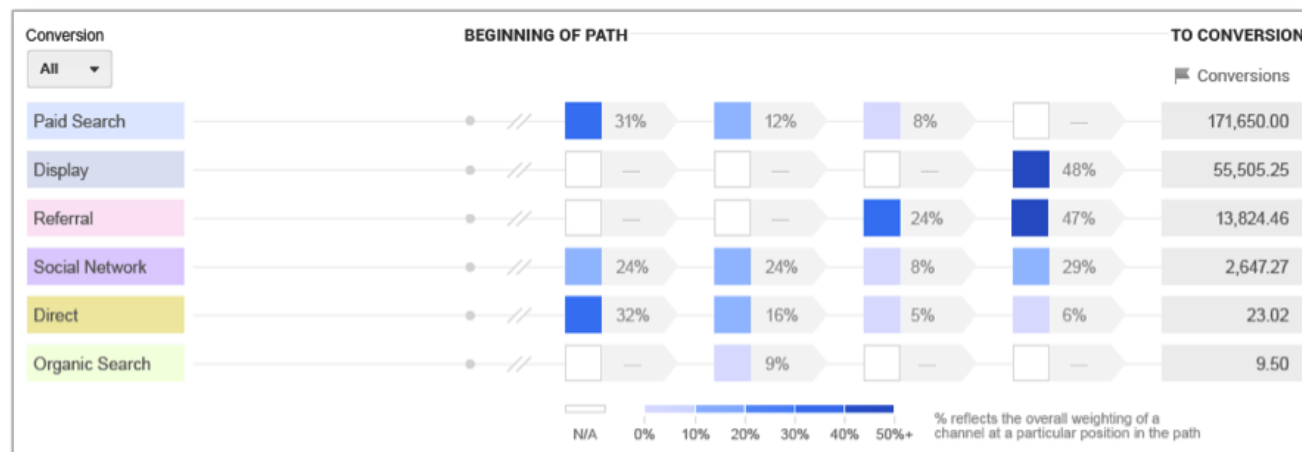 Conversion BEGINNING OF PATH TO CONVERSION
All
Conversions
Paid Search 31% 12% 8% — 171,650.00
Display — — — 48% 55,505.25
Referral — — 24% 47% 13,824.46
Social Network 24% 24% 8% 29% 2,647.27
Direct 32% 16% 5% 6% 23.02
Organic Search — 9% — — 9.50
% reflects the overall weighting of a
N/A 0% 10% 20% 30% 40% 50%+ channel at a particular position in the path